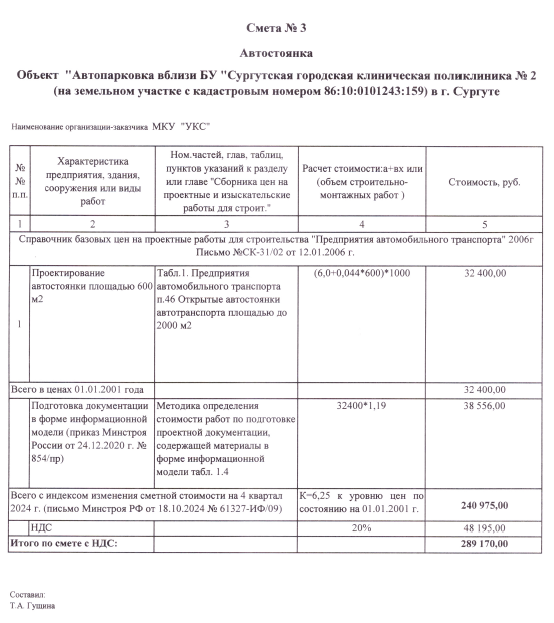 Смета № 3
Автостоянка
Объект "Автопарковка вблизи БУ "Сургутская городская клиническая поликлиника № 2
(на земельном участке с кадастровым номером 86:10:0101243:159) в г. Сургуте
Наименование организации-заказчика МКУ "УКС"
№
№
п.п.
Характеристика
предприятия, здания,
сооружения или виды
работ
Ном.частей, глав, таблиц,
пунктов указаний к разделу
или главе "Сборника цен на
проектные и изыскательские
работы для строит."
Расчет стоимости:а+вх или
(объем строительно-
монтажных работ )
Стоимость, руб.
1 2 3 4 5
Справочник базовых цен на проектные работы для строительства "Предприятия автомобильного транспорта" 2006г
Письмо №СК-31/02 от 12.01.2006 г.
1
Проектирование
автостоянки площадью 600
м2
Табл.1. Предприятия
автомобильного транспорта
п.46 Открытые автостоянки
автотранспорта площадью до
2000 м2
(6,0+0,044*600)*1000
32 400,00
Всего в ценах 01.01.2001 года 32 400,00
Подготовка документации
в форме информационной
модели (приказ Минстроя
России от 24.12.2020 г. №
854/пр)
Методика определения
стоимости работ по подготовке
проектной документации,
содержащей материалы в
форме информационной
модели табл. 1.4
32400*1,19
38 556,00
Всего с индексом изменения сметной стоимости на 4 квартал
2024 г. (письмо Минстроя РФ от 18.10.2024 № 61327-ИФ/09)
К=6,25 к уровню цен по
состоянию на 01.01.2001 г.
240 975,00
НДС 20% 48 195,00
Итого по смете с НДС: 289 170,00
Составил:
Т.А. Гущина